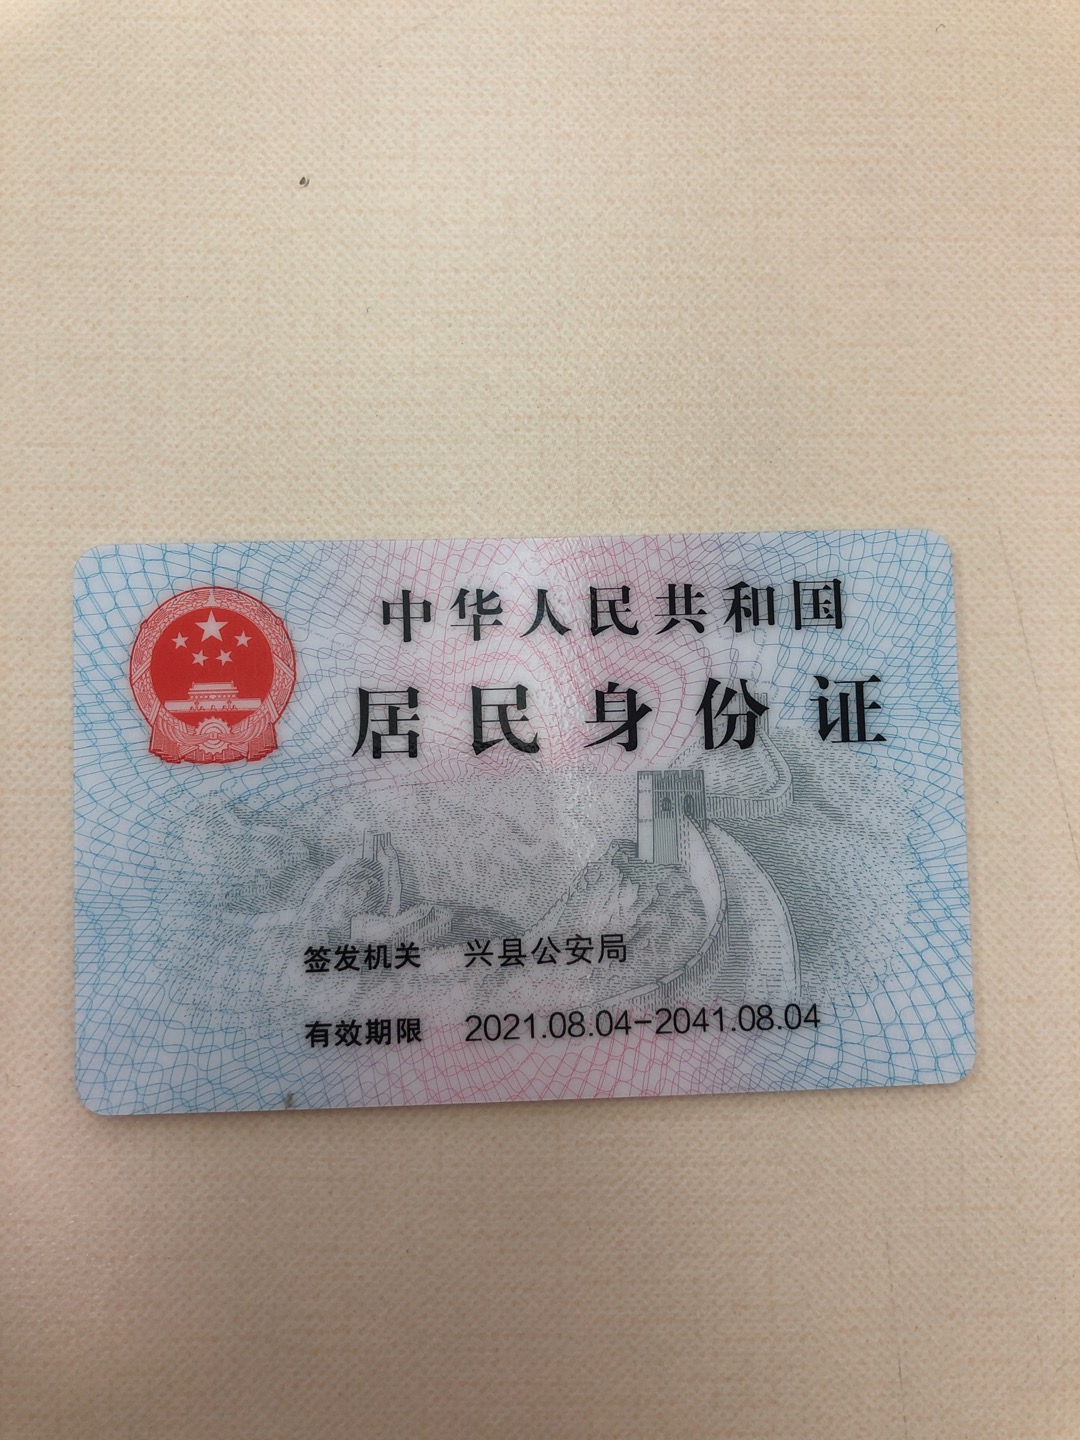 中华人民共和国
居民身份证
签发机关 兴县公安局
有效期限 2021.08.04-2041.08.04